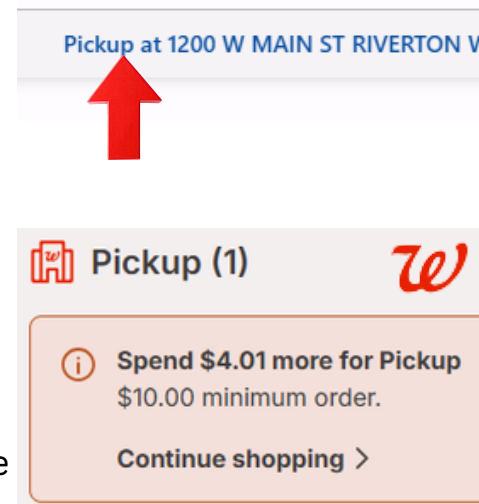 Pickup at 1200 W MAIN ST RIVERTON
Pickup (1)
Spend $4.01 more for Pickup
$10.00 minimum order.
e
Continue shopping >